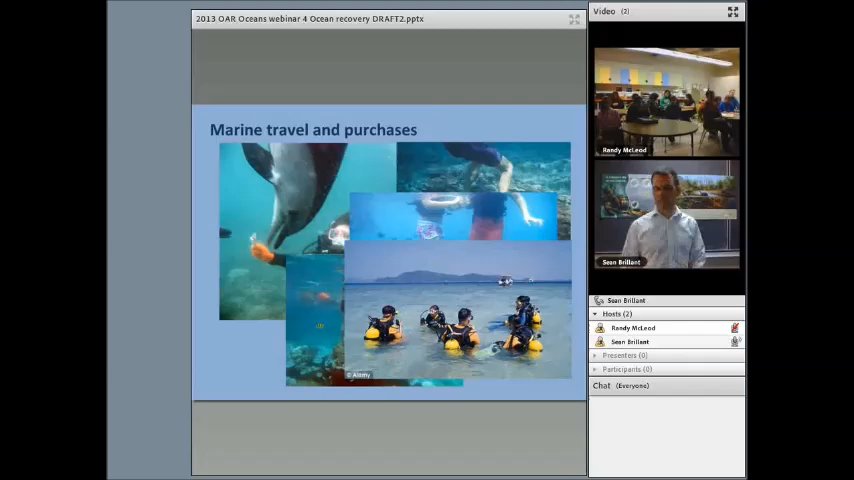 2013 OAR Oceans webinar 4 Ocean recovery DRAFT2.pptx
Marine travel and purchases
© Alamy
Video (2)
Randy McLeod
Sean Brillant
Sean Brillant
Hosts (2)
Randy McLeod
Sean Brillant
Presenters (0)
Participants (0)
Chat (Everyone)